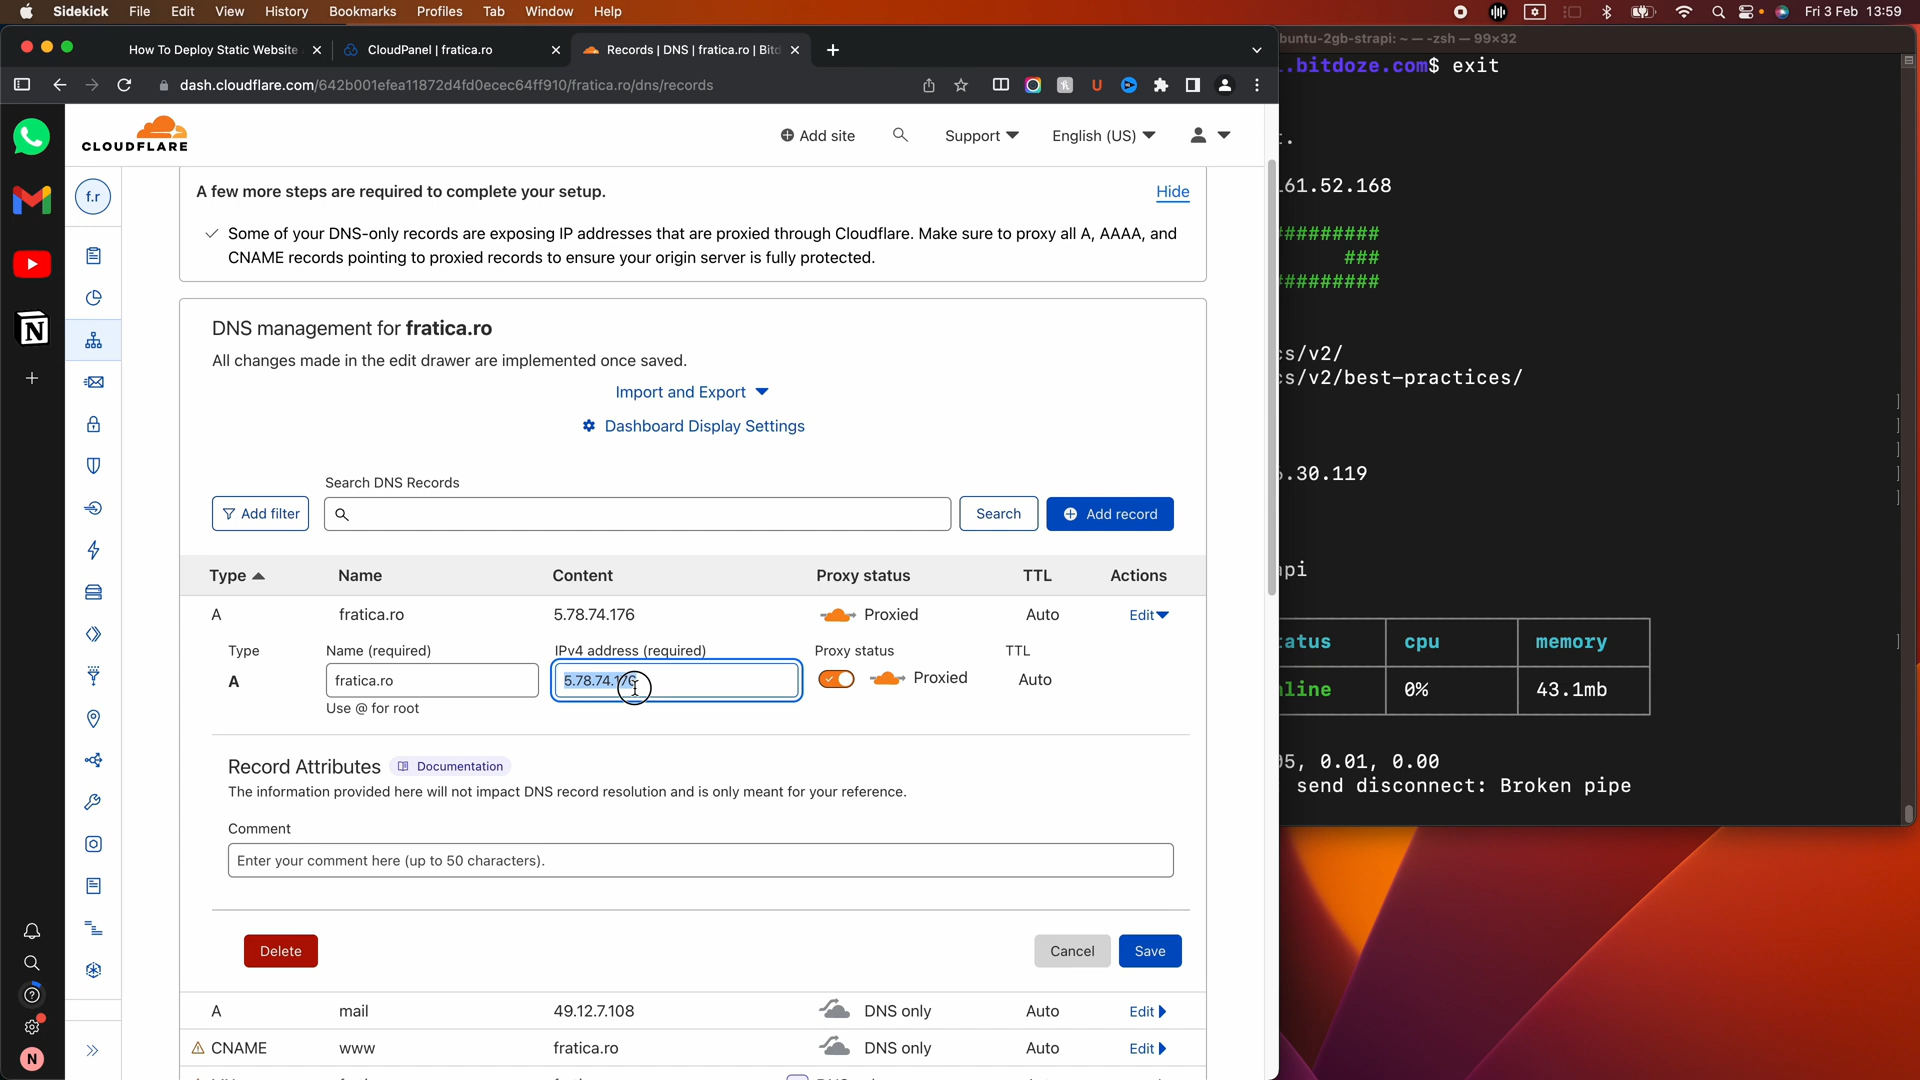 Sidekick File Edit View History Bookmarks Profiles Tab Window Help
Fri 3 Feb 13:59
How To Deploy Static Website
CloudPanel | fratica.ro
Records | DNS | fratica.ro | Bitd
dash.cloudflare.com/642b001efea11872d4fd0ecec64ff910/fratica.ro/dns/records
CLOUDFLARE
Add site
Support
English (US)
f.r
A few more steps are required to complete your setup.
Hide
Some of your DNS-only records are exposing IP addresses that are proxied through Cloudflare. Make sure to proxy all A, AAAA, and
CNAME records pointing to proxied records to ensure your origin server is fully protected.
DNS management for fratica.ro
All changes made in the edit drawer are implemented once saved.
Import and Export
Dashboard Display Settings
Search DNS Records
Add filter
Search
Add record
Type Name Content Proxy status TTL Actions
A fratica.ro 5.78.74.176 Proxied Auto Edit
Type Name (required) IPv4 address (required) Proxy status TTL
A fratica.ro 5.78.74.176 Proxied Auto
Use @ for root
Record Attributes Documentation
The information provided here will not impact DNS record resolution and is only meant for your reference.
Comment
Enter your comment here (up to 50 characters).
Delete
Cancel
Save
A mail 49.12.7.108 DNS only Auto Edit
CNAME www fratica.ro DNS only Auto Edit
N
buntu-2gb-strapi: ~ — -zsh — 99×32
.bitdoze.com$ exit
.
61.52.168
#########
###
#########
cs/v2/
cs/v2/best-practices/
.30.119
api
atus cpu memory
line 0% 43.1mb
05, 0.01, 0.00
send disconnect: Broken pipe